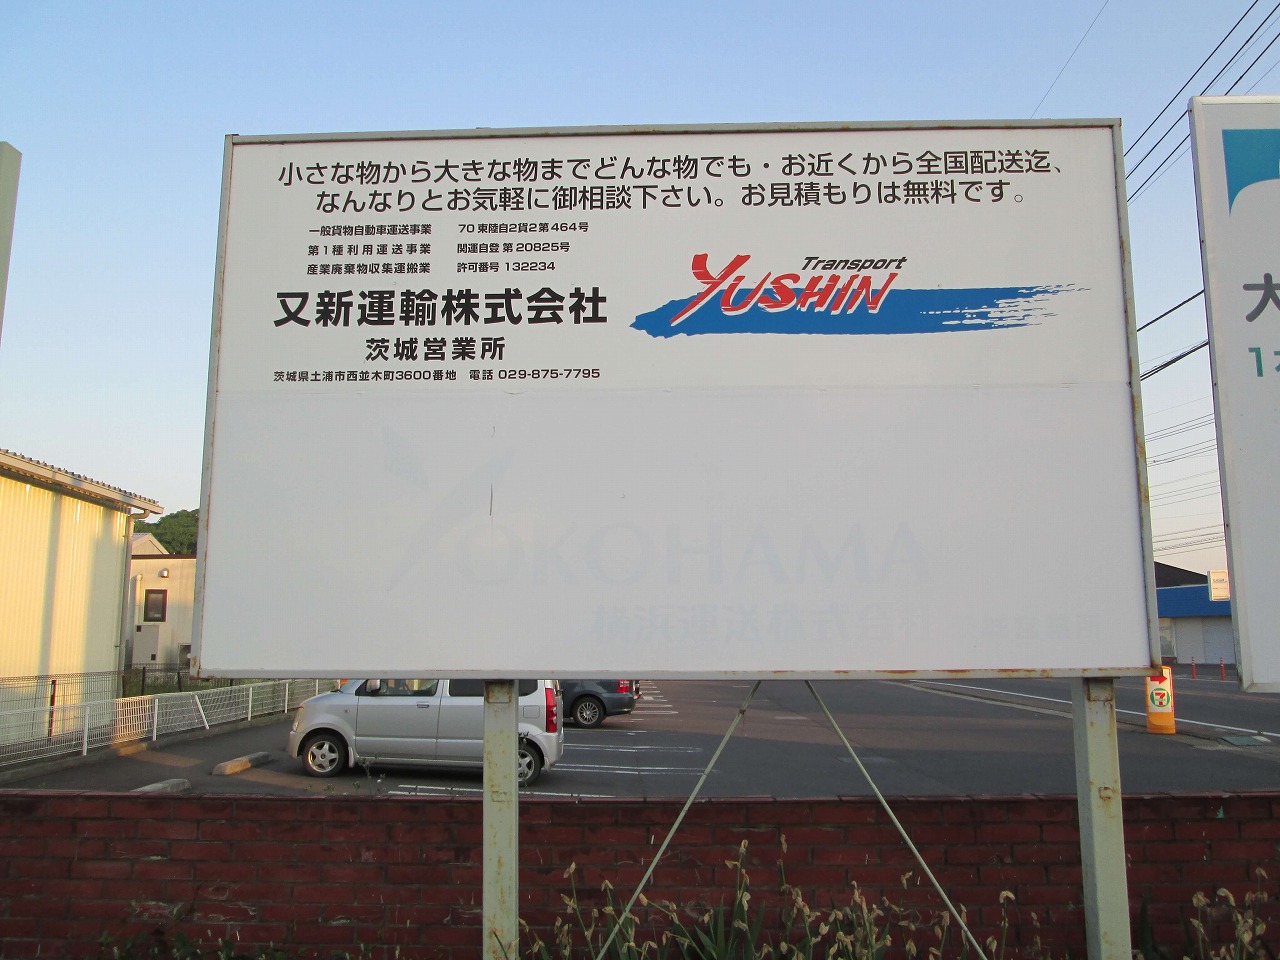 小さな物から大きな物までどんな物でも・お近くから全国配送迄、
なんなりとお気軽に御相談下さい。お見積もりは無料です。
一般貨物自動車運送事業 70東陸自2貨2第464号
第1種利用運送事業 関運自登第20825号
産業廃棄物収集運搬業 許可番号 132234
又新運輸株式会社
茨城営業所
茨城県土浦市西並木町3600番地 電話 029-875-7795
Transport
YUSHIN
YOKOHAMA
横浜運送株式会社
大
1
7